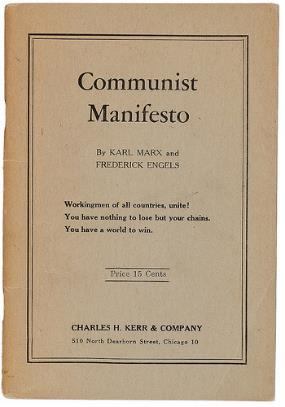 Communist
Manifesto
By KARL MARX and
FREDERICK ENGELS
Workingmen of all countries, unite!
You have nothing to lose but your chains.
You have a world to win.
Price 15 Cents
CHARLES H. KERR & COMPANY
510 North Dearborn Street, Chicago 10